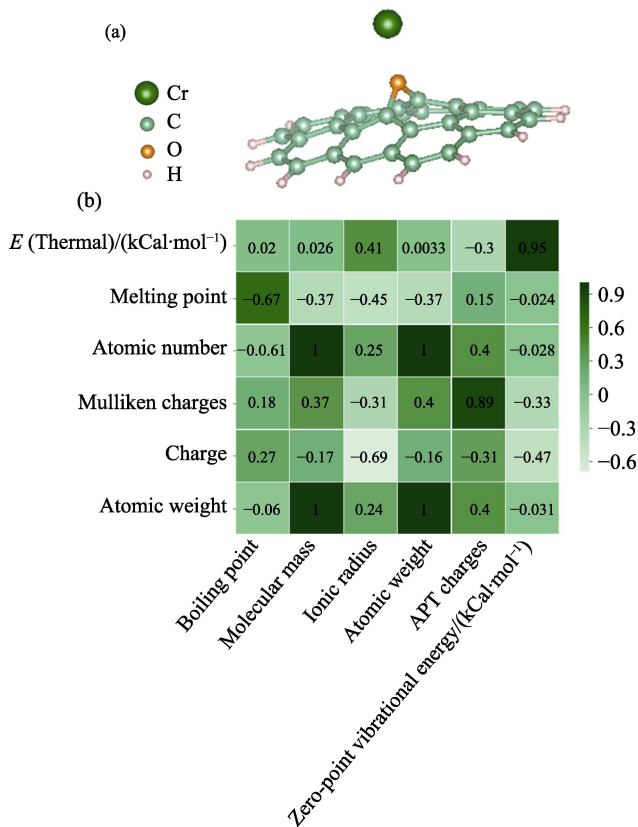 (a)
Cr
C
O
H
(b)
E (Thermal)/(kCal·mol⁻¹) 0.02 0.026 0.41 0.0033 −0.3 0.95
Melting point −0.67 −0.37 −0.45 −0.37 0.15 −0.024
Atomic number −0.0.61 1 0.25 1 0.4 −0.028
Mulliken charges 0.18 0.37 −0.31 0.4 0.89 −0.33
Charge 0.27 −0.17 −0.69 −0.16 −0.31 −0.47
Atomic weight −0.06 1 0.24 1 0.4 −0.031
0.9
0.6
0.3
0
−0.3
−0.6
Boiling point
Molecular mass
Ionic radius
Atomic weight
APT charges
Zero-point vibrational energy/(kCal·mol⁻¹)